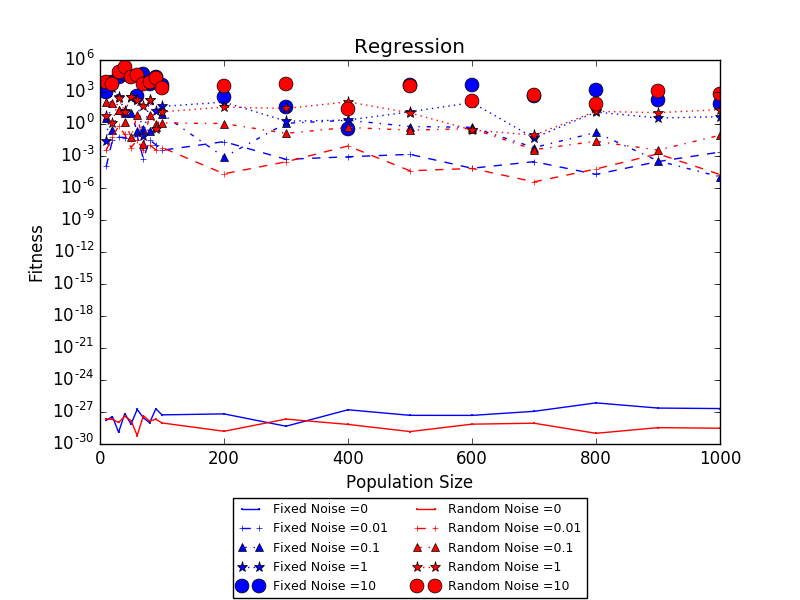 Regression
Fitness
10^6
10^3
10^0
10^-3
10^-6
10^-9
10^-12
10^-15
10^-18
10^-21
10^-24
10^-27
10^-30
0 200 400 600 800 1000
Population Size
Fixed Noise =0 Random Noise =0
Fixed Noise =0.01 Random Noise =0.01
Fixed Noise =0.1 Random Noise =0.1
Fixed Noise =1 Random Noise =1
Fixed Noise =10 Random Noise =10